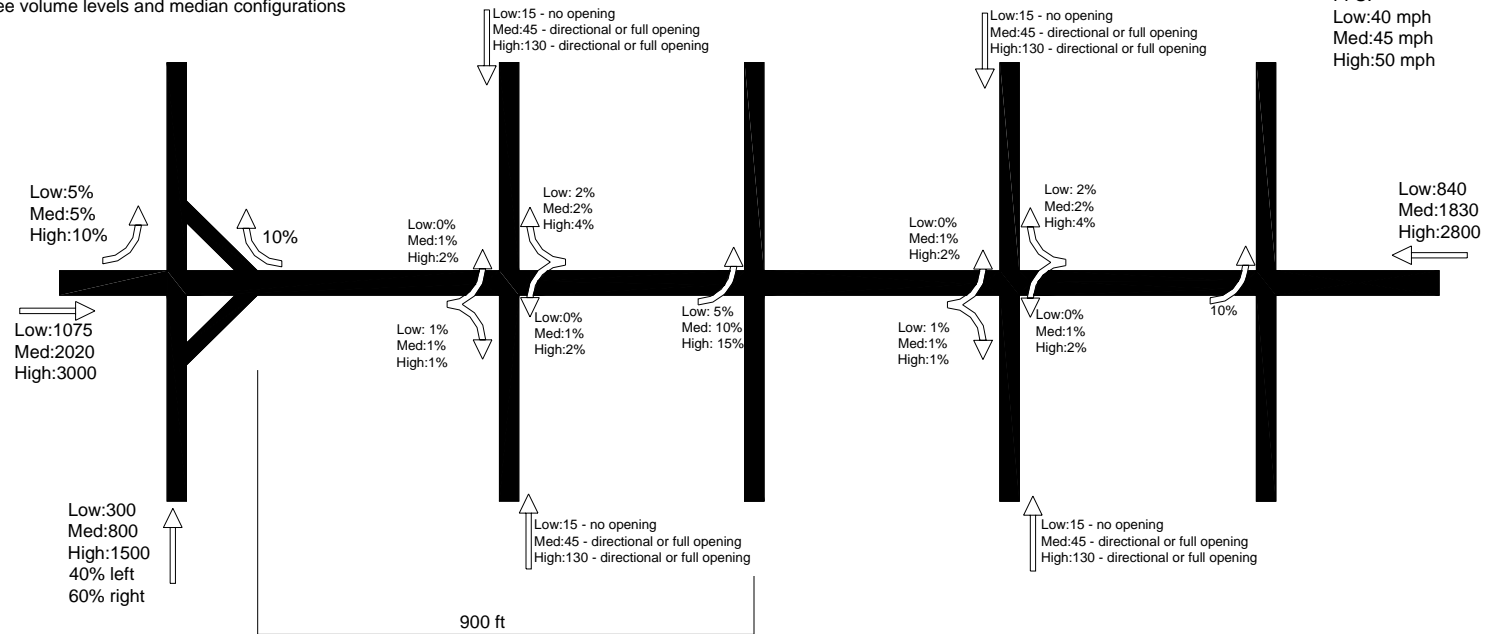 ee volume levels and median configurations
Low:15 - no opening
Med:45 - directional or full opening
High:130 - directional or full opening
Low:15 - no opening
Med:45 - directional or full opening
High:130 - directional or full opening
Low:40 mph
Med:45 mph
High:50 mph
Low:5%
Med:5%
High:10%
10%
Low:0%
Med:1%
High:2%
Low: 2%
Med:2%
High:4%
Low:0%
Med:1%
High:2%
Low: 2%
Med:2%
High:4%
Low:840
Med:1830
High:2800
Low:1075
Med:2020
High:3000
Low: 1%
Med:1%
High:1%
Low:0%
Med:1%
High:2%
Low: 5%
Med: 10%
High: 15%
Low: 1%
Med:1%
High:1%
Low:0%
Med:1%
High:2%
10%
Low:300
Med:800
High:1500
40% left
60% right
Low:15 - no opening
Med:45 - directional or full opening
High:130 - directional or full opening
Low:15 - no opening
Med:45 - directional or full opening
High:130 - directional or full opening
900 ft